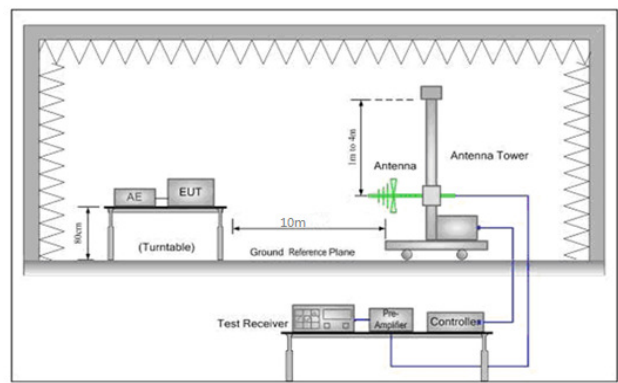 1m to 4m
Antenna
Antenna Tower
AE
EUT
80cm
10m
(Turntable)
Ground Reference Plane
Test Receiver
Pre-
Amplifier
Controller